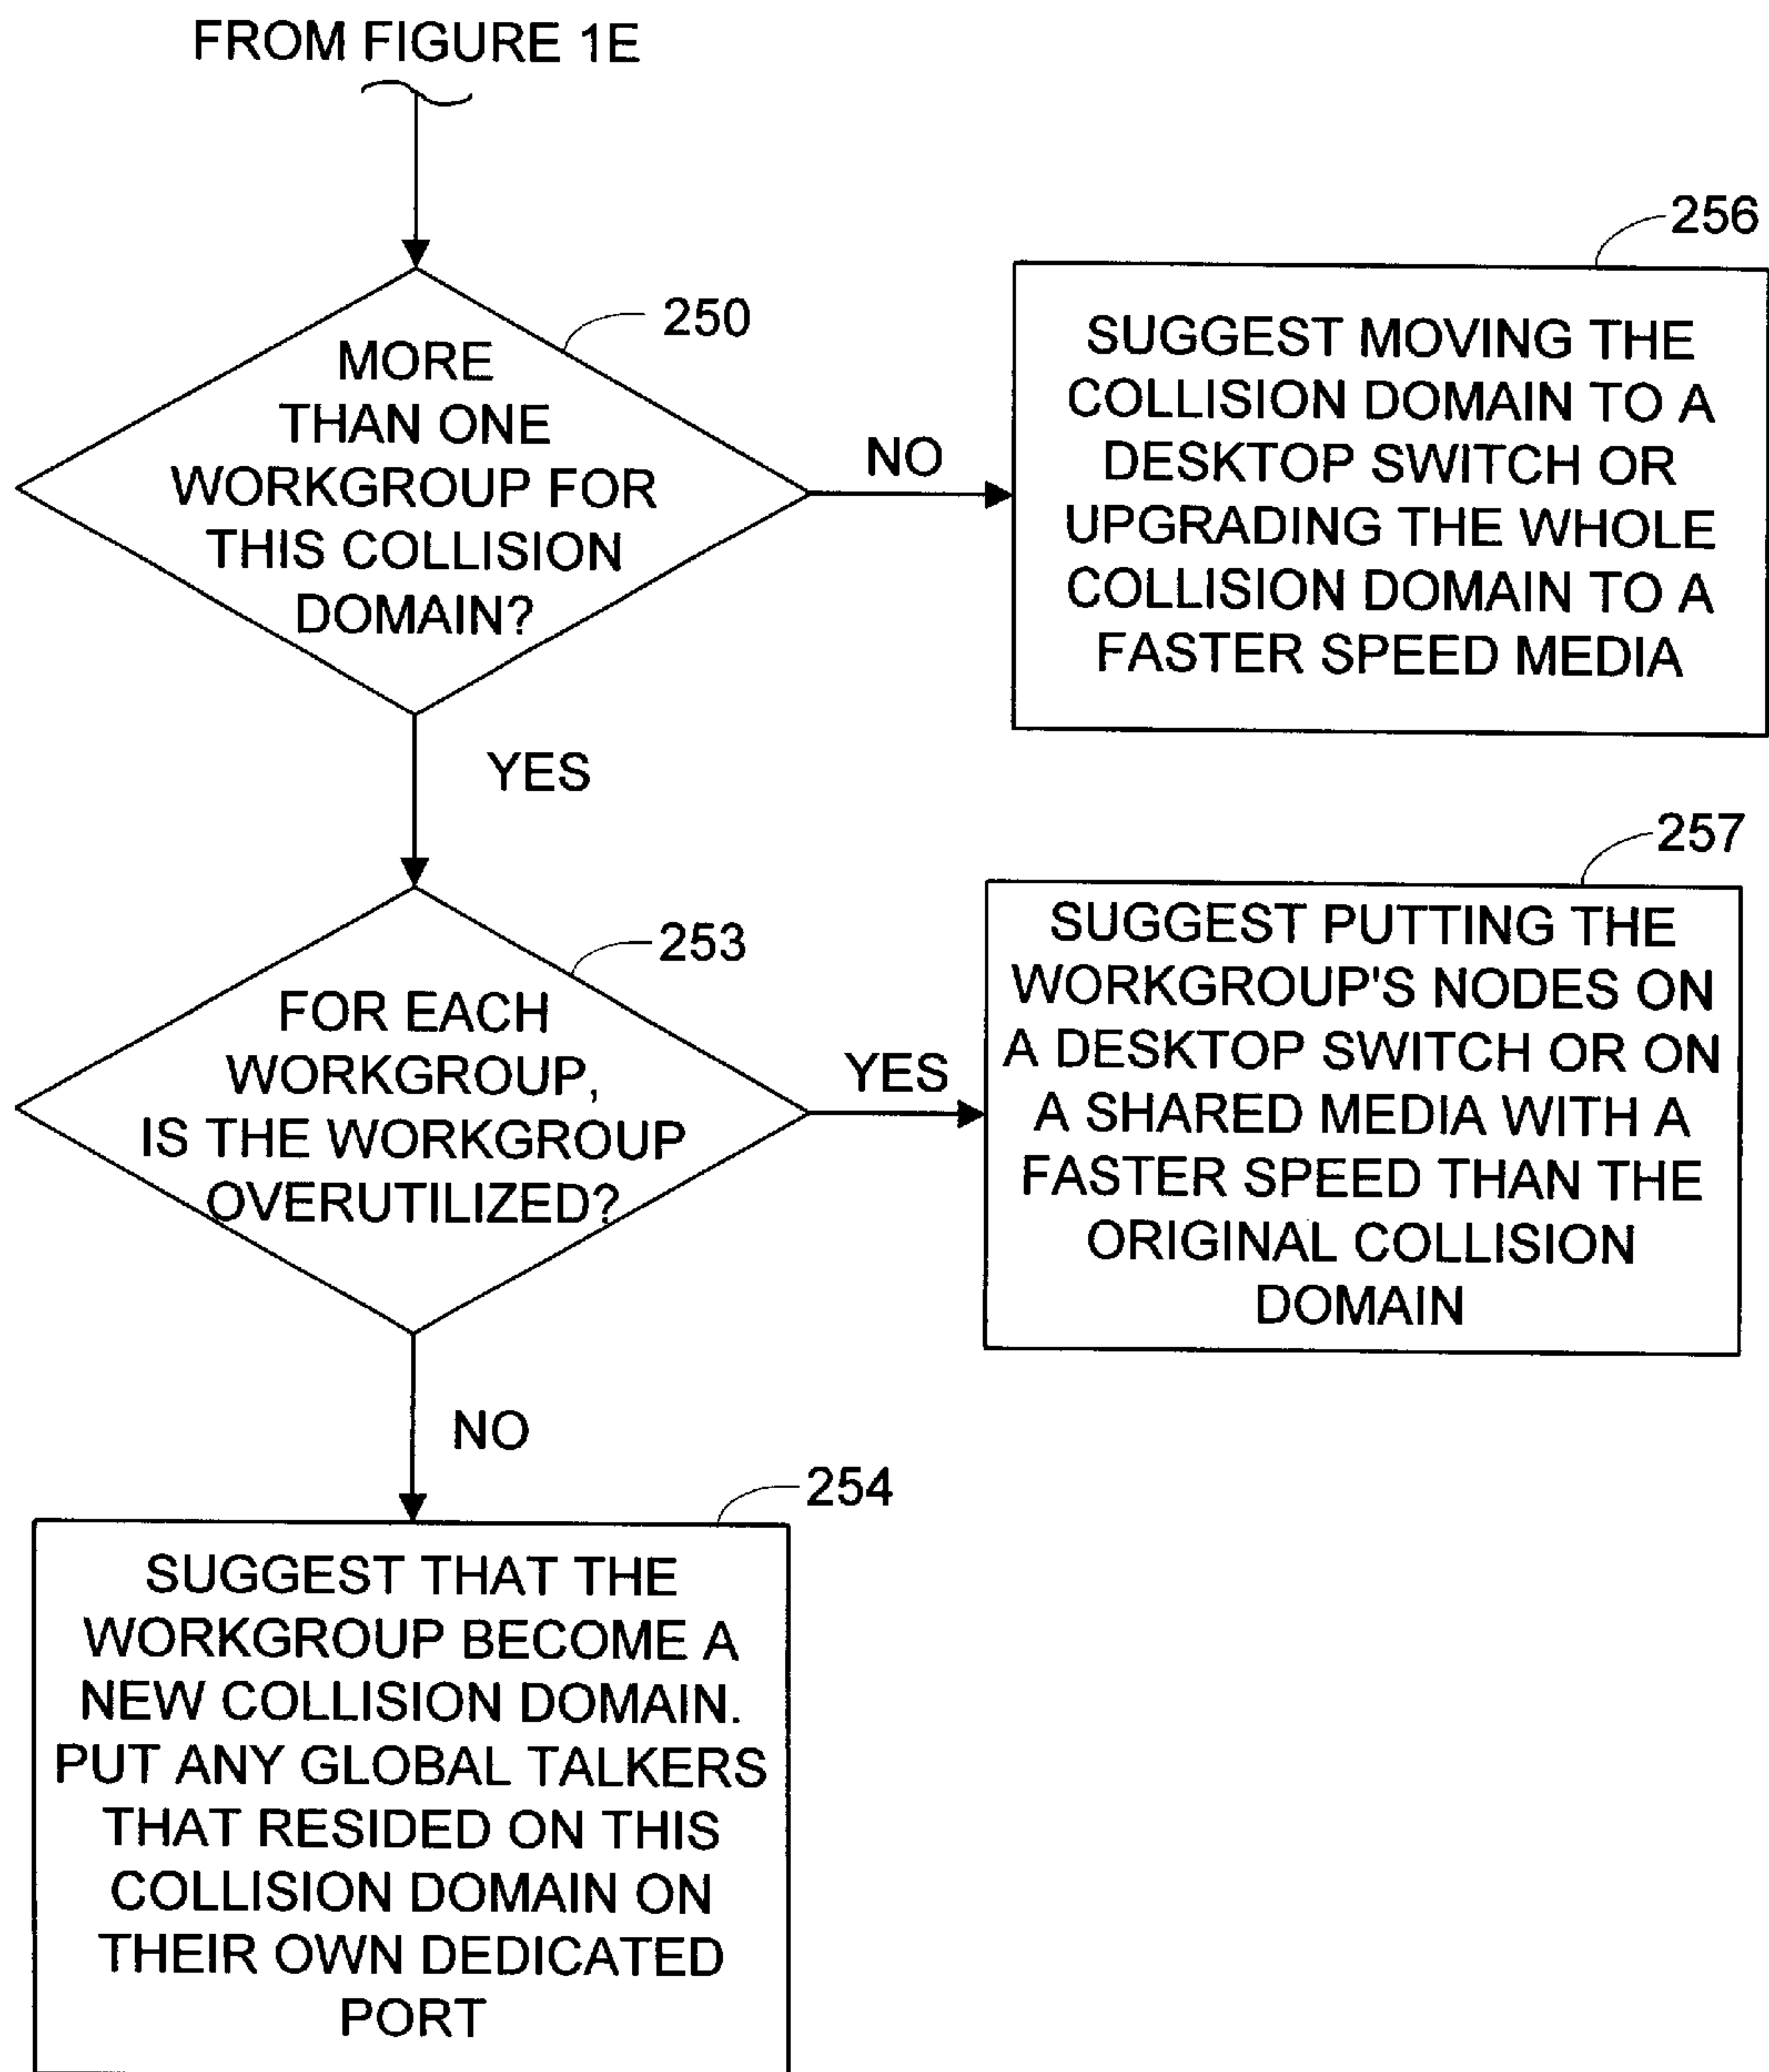 FROM FIGURE 1E
250
MORE
THAN ONE
WORKGROUP FOR
THIS COLLISION
DOMAIN?
NO
256
SUGGEST MOVING THE
COLLISION DOMAIN TO A
DESKTOP SWITCH OR
UPGRADING THE WHOLE
COLLISION DOMAIN TO A
FASTER SPEED MEDIA
YES
253
FOR EACH
WORKGROUP,
IS THE WORKGROUP
OVERUTILIZED?
YES
257
SUGGEST PUTTING THE
WORKGROUP'S NODES ON
A DESKTOP SWITCH OR ON
A SHARED MEDIA WITH A
FASTER SPEED THAN THE
ORIGINAL COLLISION
DOMAIN
NO
254
SUGGEST THAT THE
WORKGROUP BECOME A
NEW COLLISION DOMAIN.
PUT ANY GLOBAL TALKERS
THAT RESIDED ON THIS
COLLISION DOMAIN ON
THEIR OWN DEDICATED
PORT